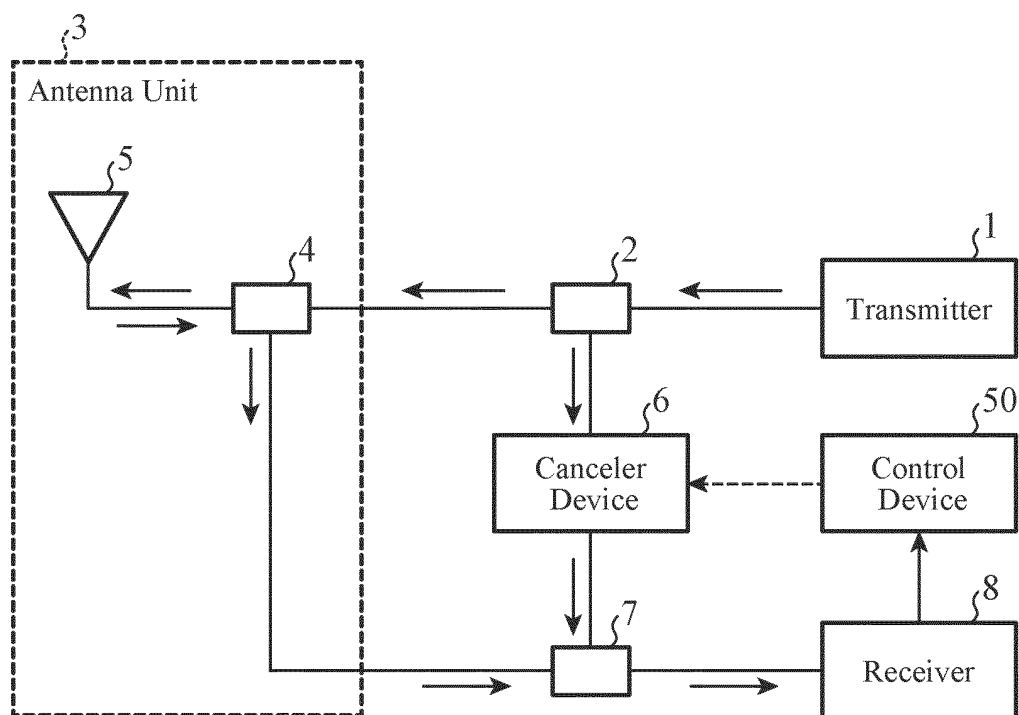 3
Antenna Unit
5
4
2
1
Transmitter
6
50
Canceler
Device
Control
Device
7
8
Receiver